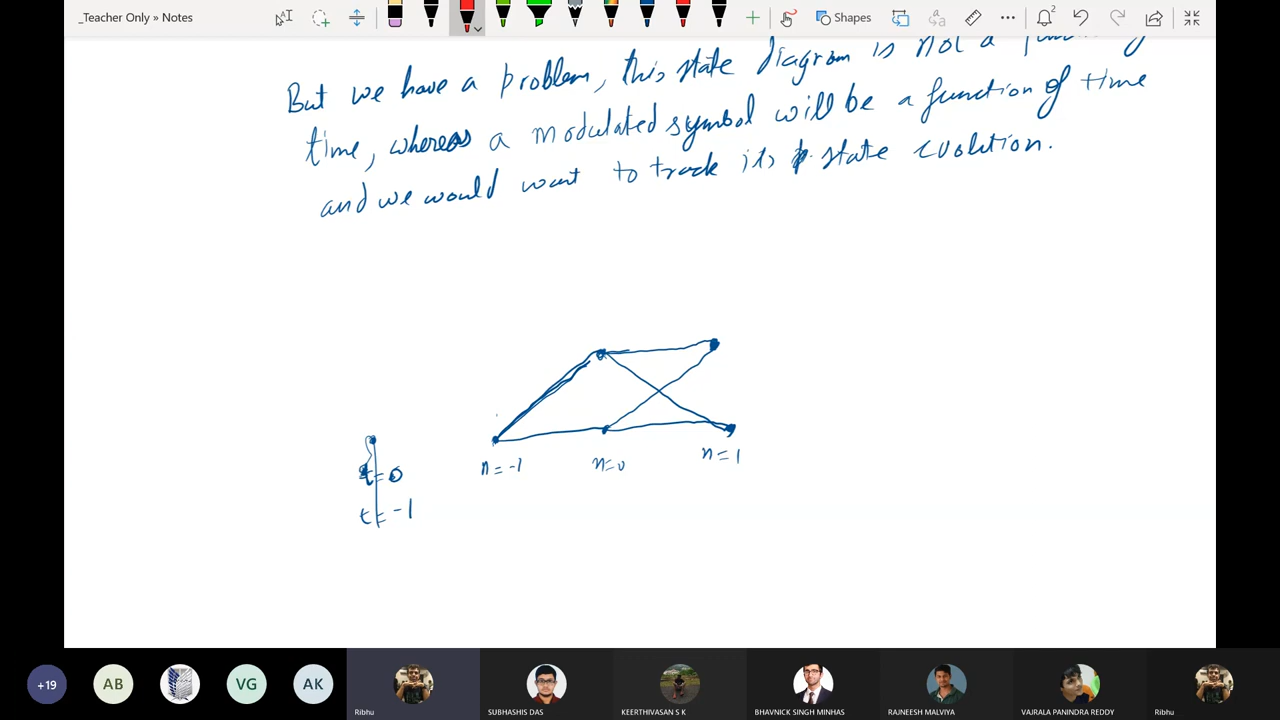 _Teacher Only » Notes
Shapes
2
But we have a problem, this state diagram is not a
time, whereas a modulated symbol will be a function of time
and we would want to track its state evolution.
n = -1
n=0
n = 1
t = 0
t = -1
+19
AB
VG
AK
Ribhu
SUBHASHIS DAS
KEERTHIVASAN S K
BHAVNICK SINGH MINHAS
RAJNEESH MALVIYA
VAJRALA PANINDRA REDDY
Ribhu